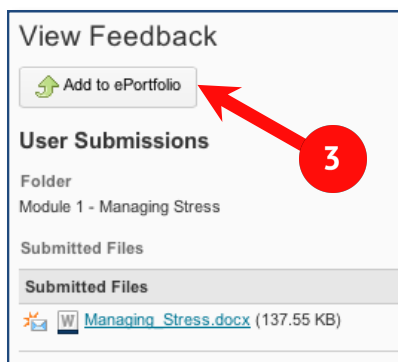 View Feedback
Add to ePortfolio
3
User Submissions
Folder
Module 1 - Managing Stress
Submitted Files
Submitted Files
W Managing_Stress.docx (137.55 KB)